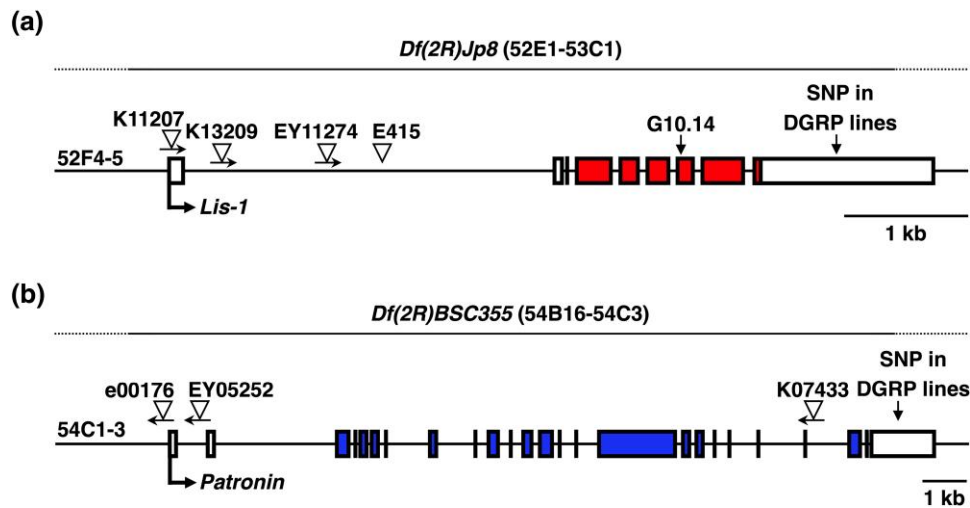 (a)
Df(2R)Jp8 (52E1-53C1)
SNP in
DGRP lines
K11207
K13209
EY11274
E415
G10.14
52F4-5
Lis-1
1 kb
(b)
Df(2R)BSC355 (54B16-54C3)
SNP in
DGRP lines
e00176
EY05252
K07433
54C1-3
Patronin
1 kb